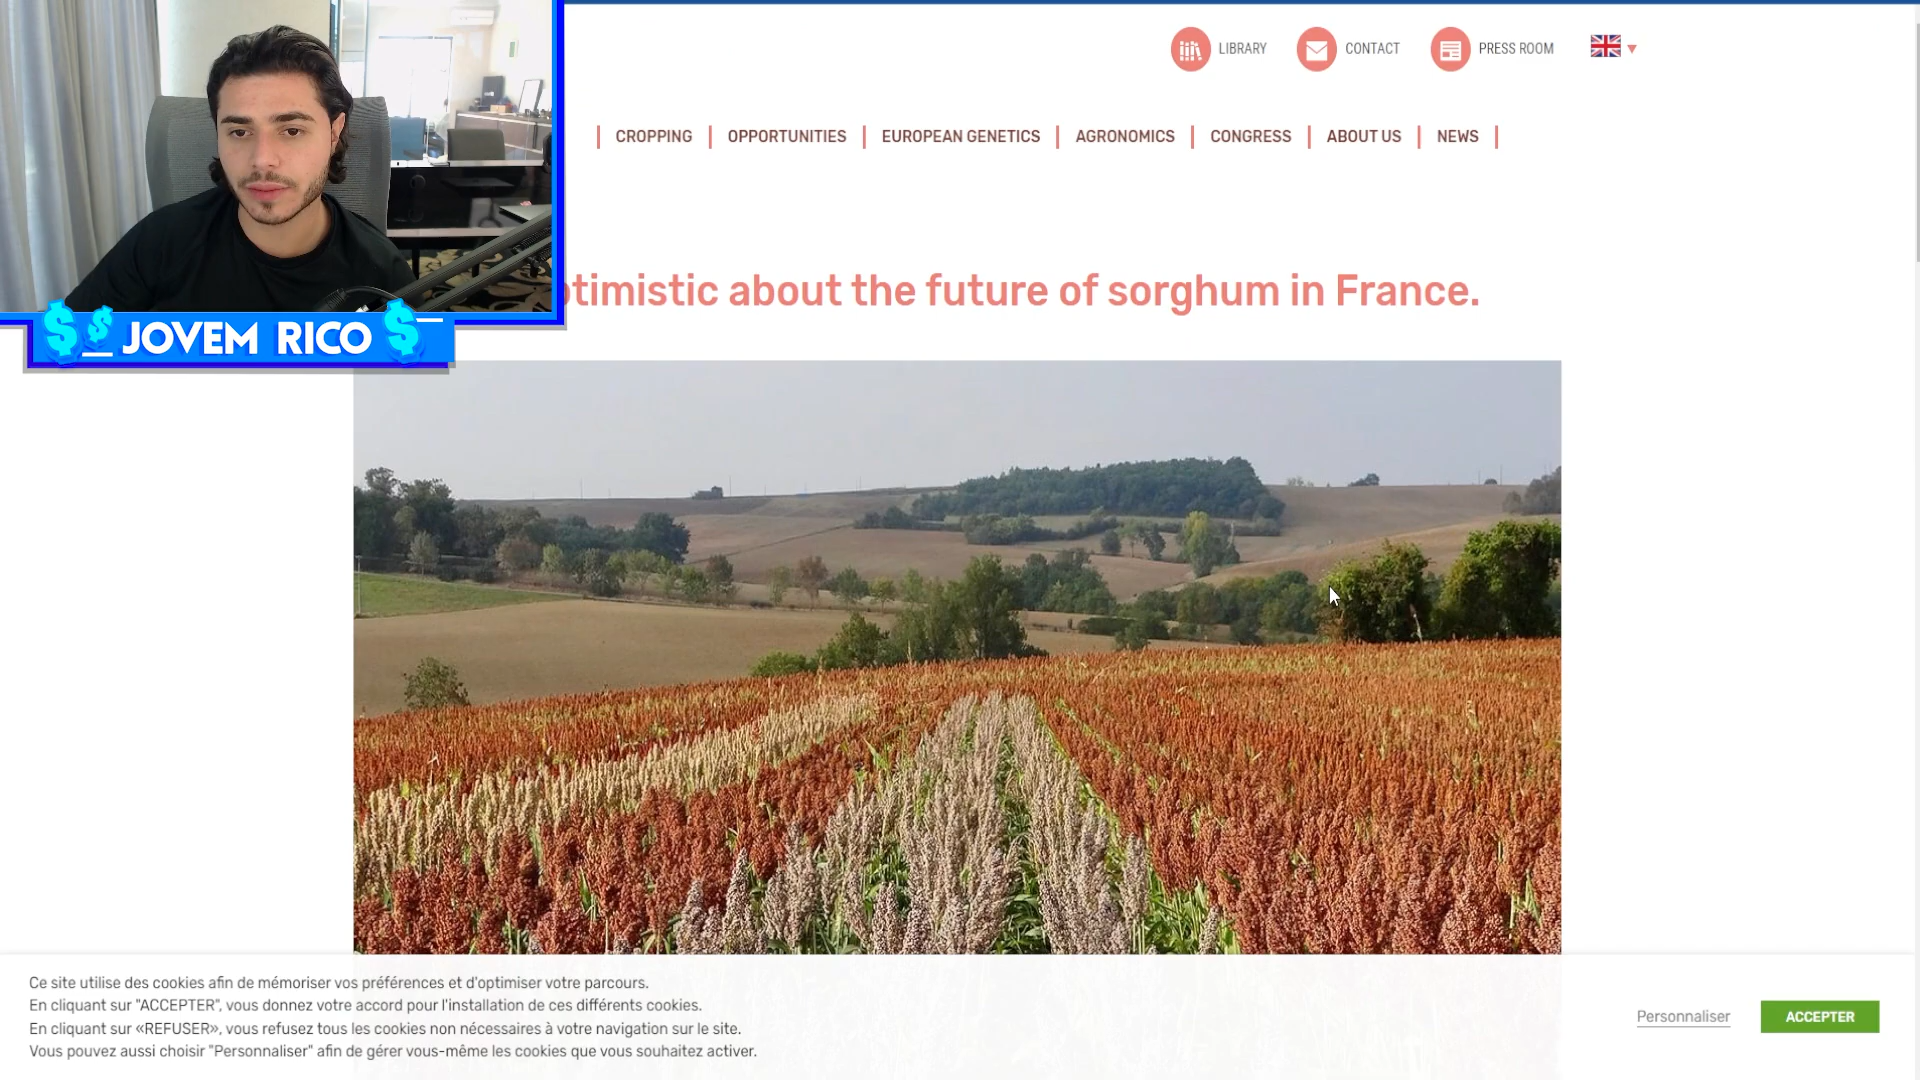 LIBRARY
CONTACT
PRESS ROOM
CROPPING
OPPORTUNITIES
EUROPEAN GENETICS
AGRONOMICS
CONGRESS
ABOUT US
NEWS
about the future of sorghum in France.
$ $ JOVEM RICO $
Ce site utilise des cookies afin de mémoriser vos préférences et d'optimiser votre parcours.
En cliquant sur "ACCEPTER", vous donnez votre accord pour l'installation de ces différents cookies.
En cliquant sur «REFUSER», vous refusez tous les cookies non nécessaires à votre navigation sur le site.
Vous pouvez aussi choisir "Personnaliser" afin de gérer vous-même les cookies que vous souhaitez activer.
Personnaliser
ACCEPTER